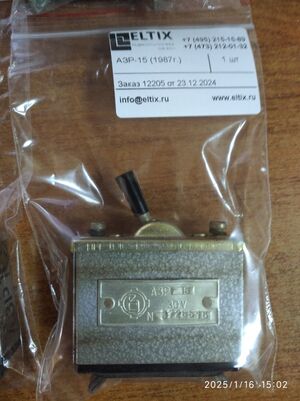 ELTIX
+7 (495) 215-15-89
+7 (473) 212-01-32
АЗР-15 (1987г.) 1 шт
Заказ 12205 от 23.12.2024
info@eltix.ru www.eltix.ru
АЗР 15
30V
N
2025/1/16 15:02